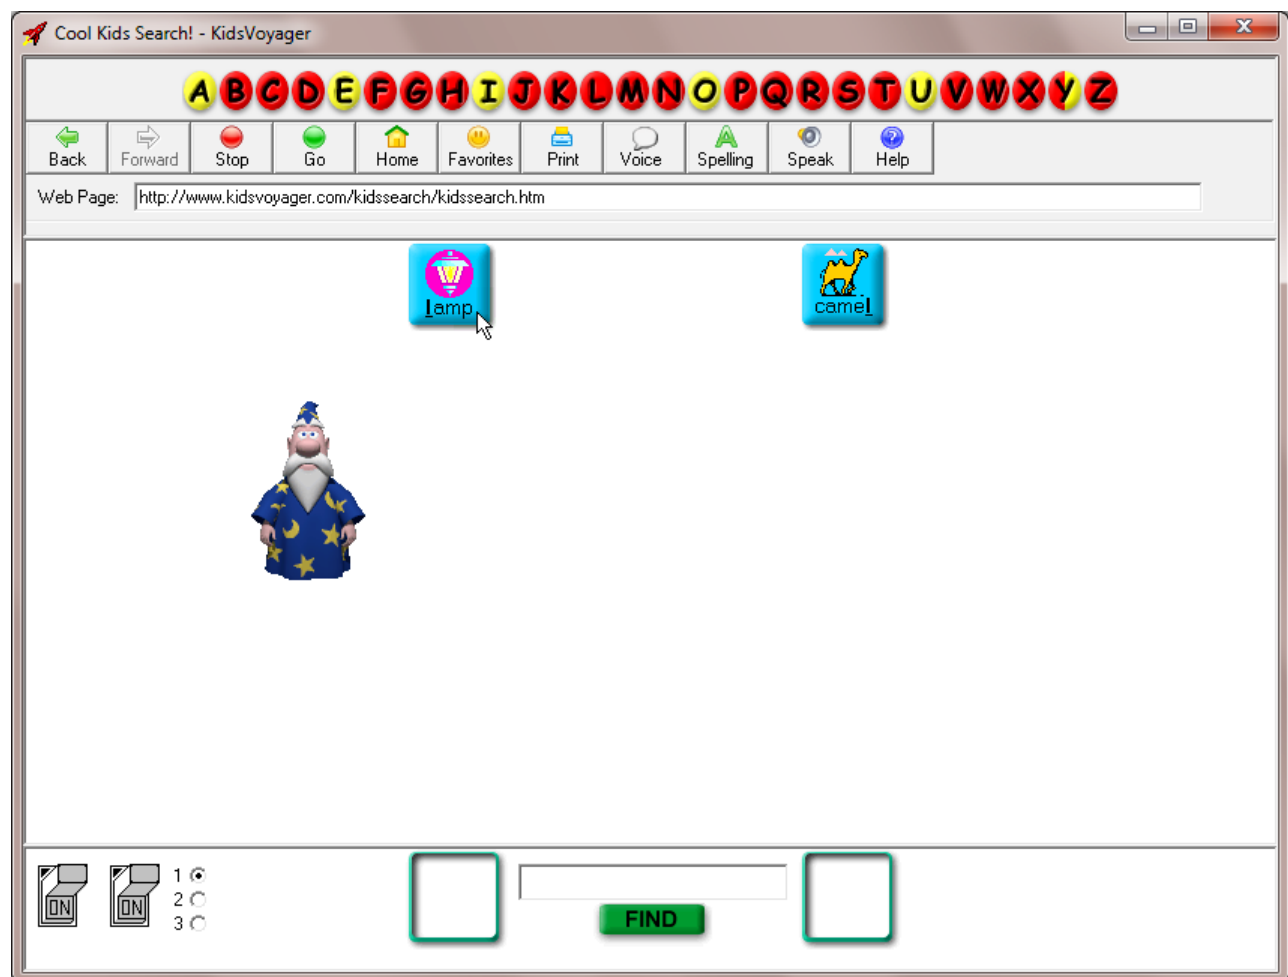 Cool Kids Search! - KidsVoyager
A B C D E F G H I J K L M N O P Q R S T U V W X Y Z
Back Forward Stop Go Home Favorites Print Voice Spelling Speak Help
Web Page: http://www.kidsvoyager.com/kidssearch/kidssearch.htm
lamp camel
ON ON 1
2
3
FIND